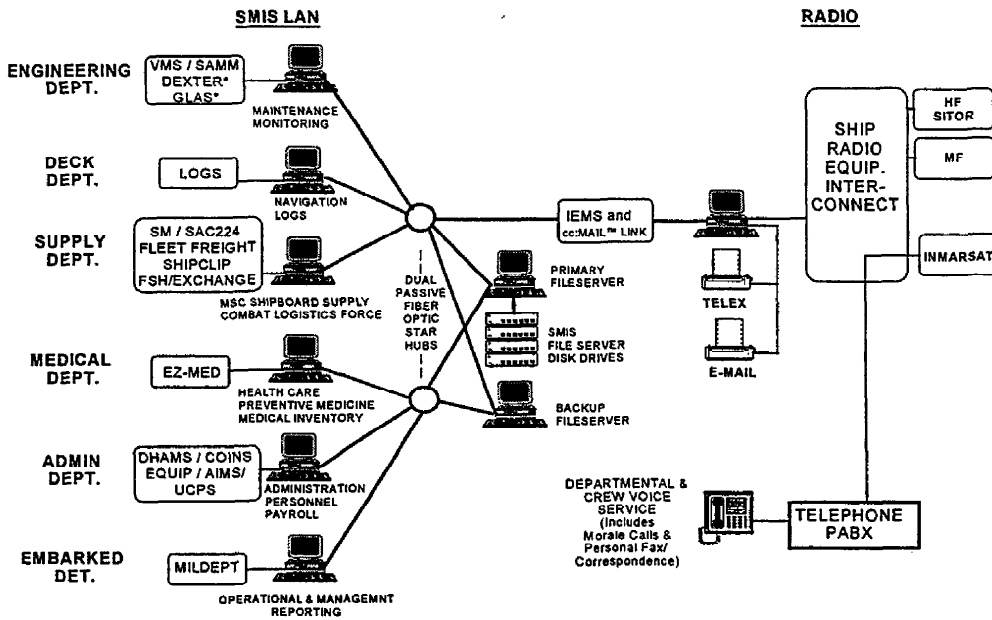 SMIS LAN
RADIO
ENGINEERING
DEPT.
VMS / SAMM
DEXTER*
GLAS*
MAINTENANCE
MONITORING
DECK
DEPT.
LOGS
NAVIGATION
LOGS
SUPPLY
DEPT.
SM / SAC224
FLEET FREIGHT
SHIPCLIP
FSH/EXCHANGE
MSC SHIPBOARD SUPPLY
COMBAT LOGISTICS FORCE
MEDICAL
DEPT.
EZ-MED
HEALTH CARE
PREVENTIVE MEDICINE
MEDICAL INVENTORY
ADMIN
DEPT.
DHAMS / COINS
EQUIP / AIMS/
UCPS
ADMINISTRATION
PERSONNEL
PAYROLL
EMBARKED
DET.
MILDEPT
OPERATIONAL & MANAGEMNT
REPORTING
DUAL
PASSIVE
FIBER
OPTIC
STAR
HUBS
PRIMARY
FILESERVER
SMIS
FILE SERVER
DISK DRIVES
BACKUP
FILESERVER
IEMS and
cc:MAIL™ LINK
TELEX
E-MAIL
SHIP
RADIO
EQUIP.
INTER-
CONNECT
HF
SITOR
MF
INMARSAT
DEPARTMENTAL &
CREW VOICE
SERVICE
(Includes
Morale Calls &
Personal Fax/
Correspondence)
TELEPHONE
PABX